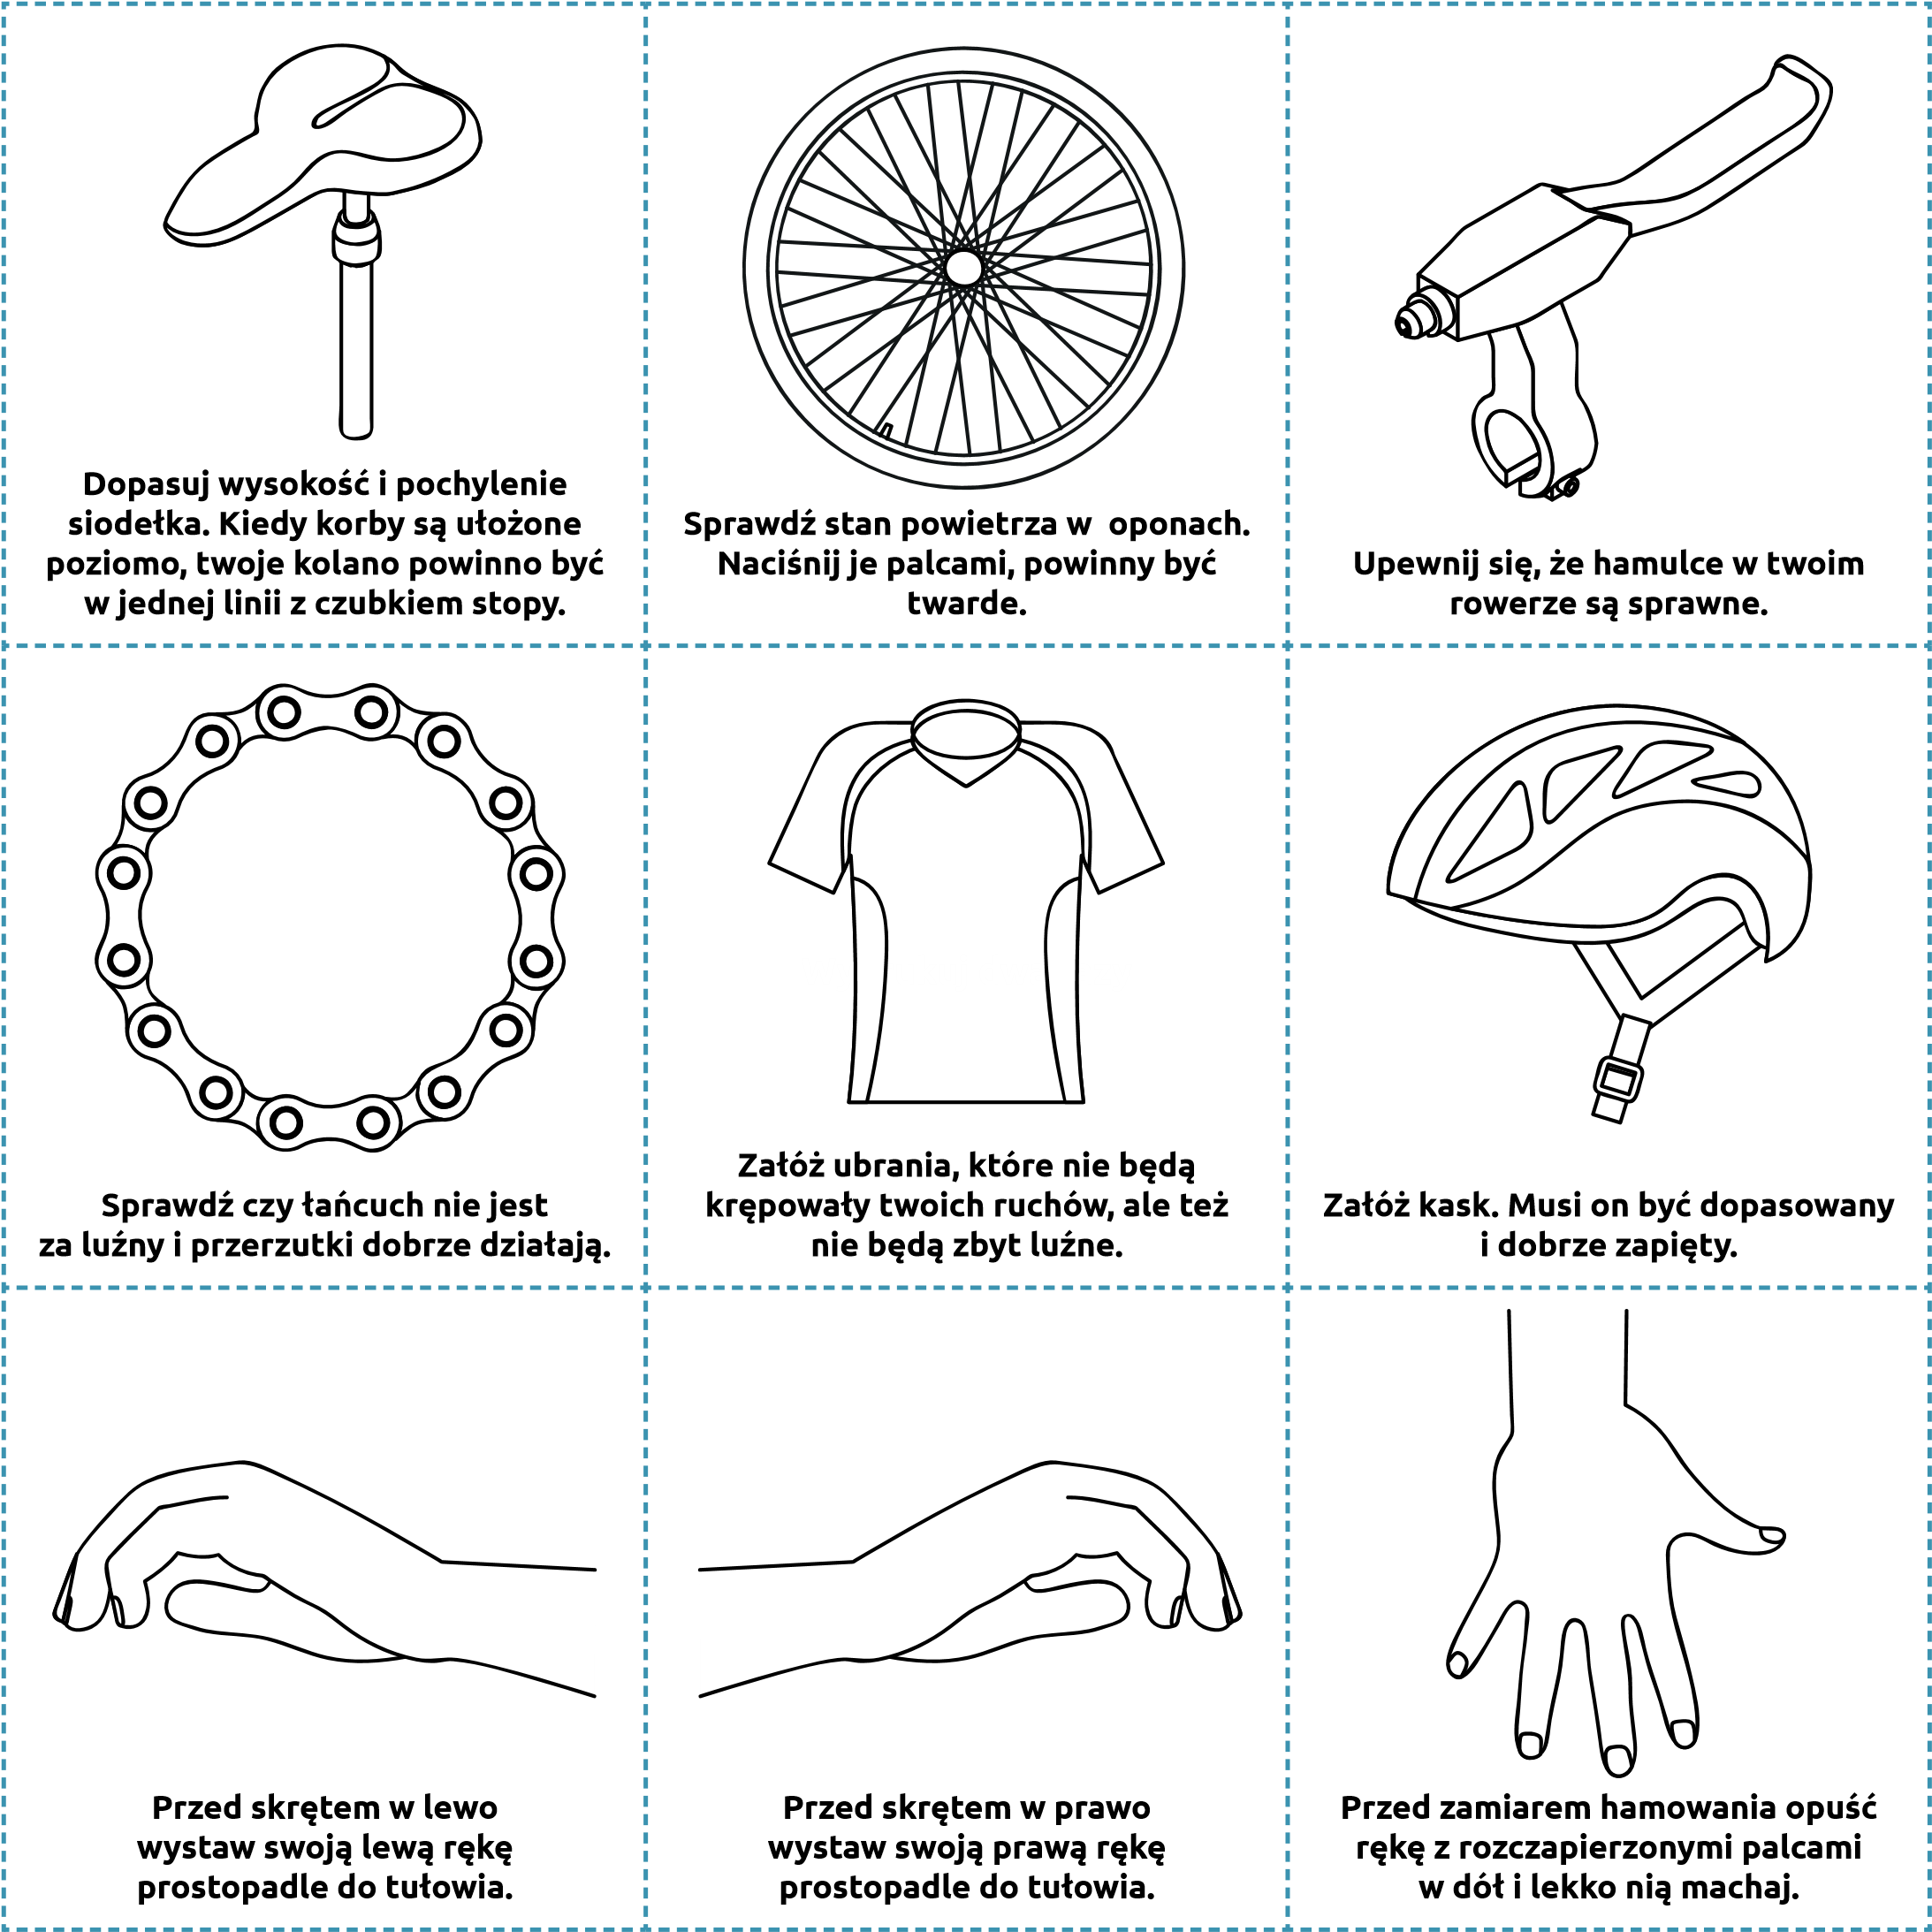 Dopasuj wysokość i pochylenie
siodełka. Kiedy korby są ułożone
poziomo, twoje kolano powinno być
w jednej linii z czubkiem stopy.
Sprawdź stan powietrza w  oponach.
Naciśnij je palcami, powinny być
twarde.
Upewnij się, że hamulce w twoim
rowerze są sprawne.
Sprawdź czy łańcuch nie jest
za luźny i przerzutki dobrze działają.
Załóż ubrania, które nie będą
krępowały twoich ruchów, ale też
nie będą zbyt luźne.
Załóż kask. Musi on być dopasowany
i dobrze zapięty.
Przed skrętem w lewo
wystaw swoją lewą rękę
prostopadle do tułowia.
Przed skrętem w prawo
wystaw swoją prawą rękę
prostopadle do tułowia.
Przed zamiarem hamowania opuść
rękę z rozczapierzonymi palcami
w dół i lekko nią machaj.